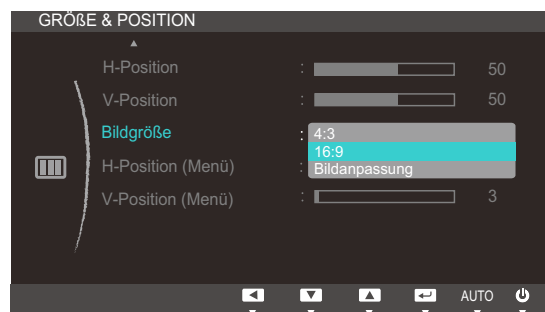 GRÖßE & POSITION
H-Position : 50
V-Position : 50
Bildgröße : 4:3
16:9
H-Position (Menü) : Bildanpassung
V-Position (Menü) : 3
AUTO